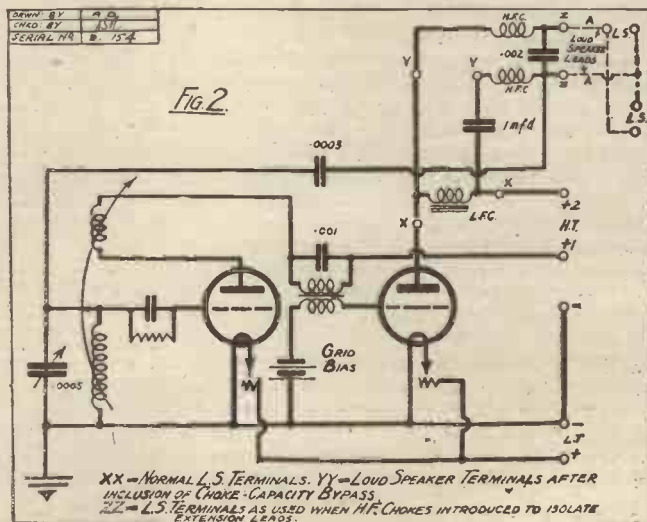 DRAWN BY A.D.
CHKD. BY
SERIAL NO. B. 154
FIG. 2.
H.F.C.
Z
A
L.S.
.002
LOUD SPEAKER LEADS
Y
Y
H.F.C.
Z
A
L.S.
1 mfd
.0003
X
+2
L.F.C.
X
H.T.
.001
+1
-
GRID BIAS
.0005
-
L.T.
+
XX = NORMAL L.S. TERMINALS. YY = LOUD SPEAKER TERMINALS AFTER
INCLUSION OF CHOKE-CAPACITY BYPASS
ZZ = L.S. TERMINALS AS USED WHEN H.F. CHOKES INTRODUCED TO ISOLATE
EXTENSION LEADS.